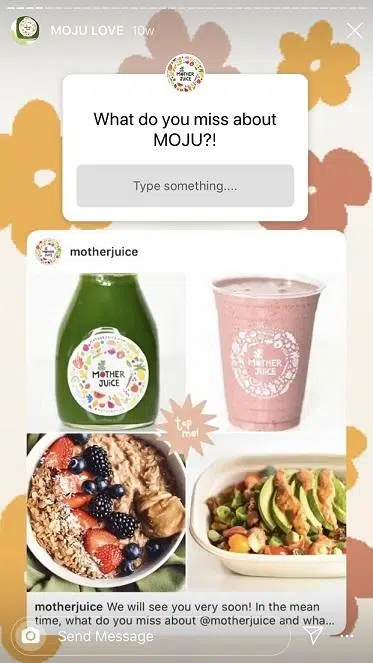 MOJU LOVE 10w
MOTHER
JUICE
What do you miss about
MOJU?!
Type something....
motherjuice
MOTHER
JUICE
MOTHER
JUICE
tap
me!
motherjuice We will see you very soon! In the mean
time, what do you miss about @motherjuice and wha...
Send Message